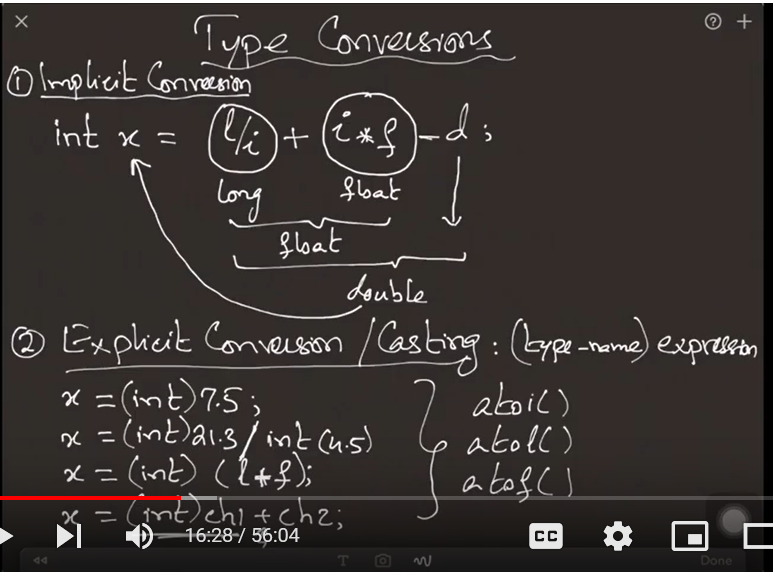 Type Conversions
① Implicit Conversion
int x = l/i + i*f - d ;
long float
float
double
② Explicit Conversion / Casting : (type-name) expression
x = (int) 7.5 ;
x = (int) 21.3 / int (4.5)
x = (int) (l*f);
x = (int) ch1 + ch2;
atoi()
atol()
atof()
16:28 / 56:04
CC
T
Done